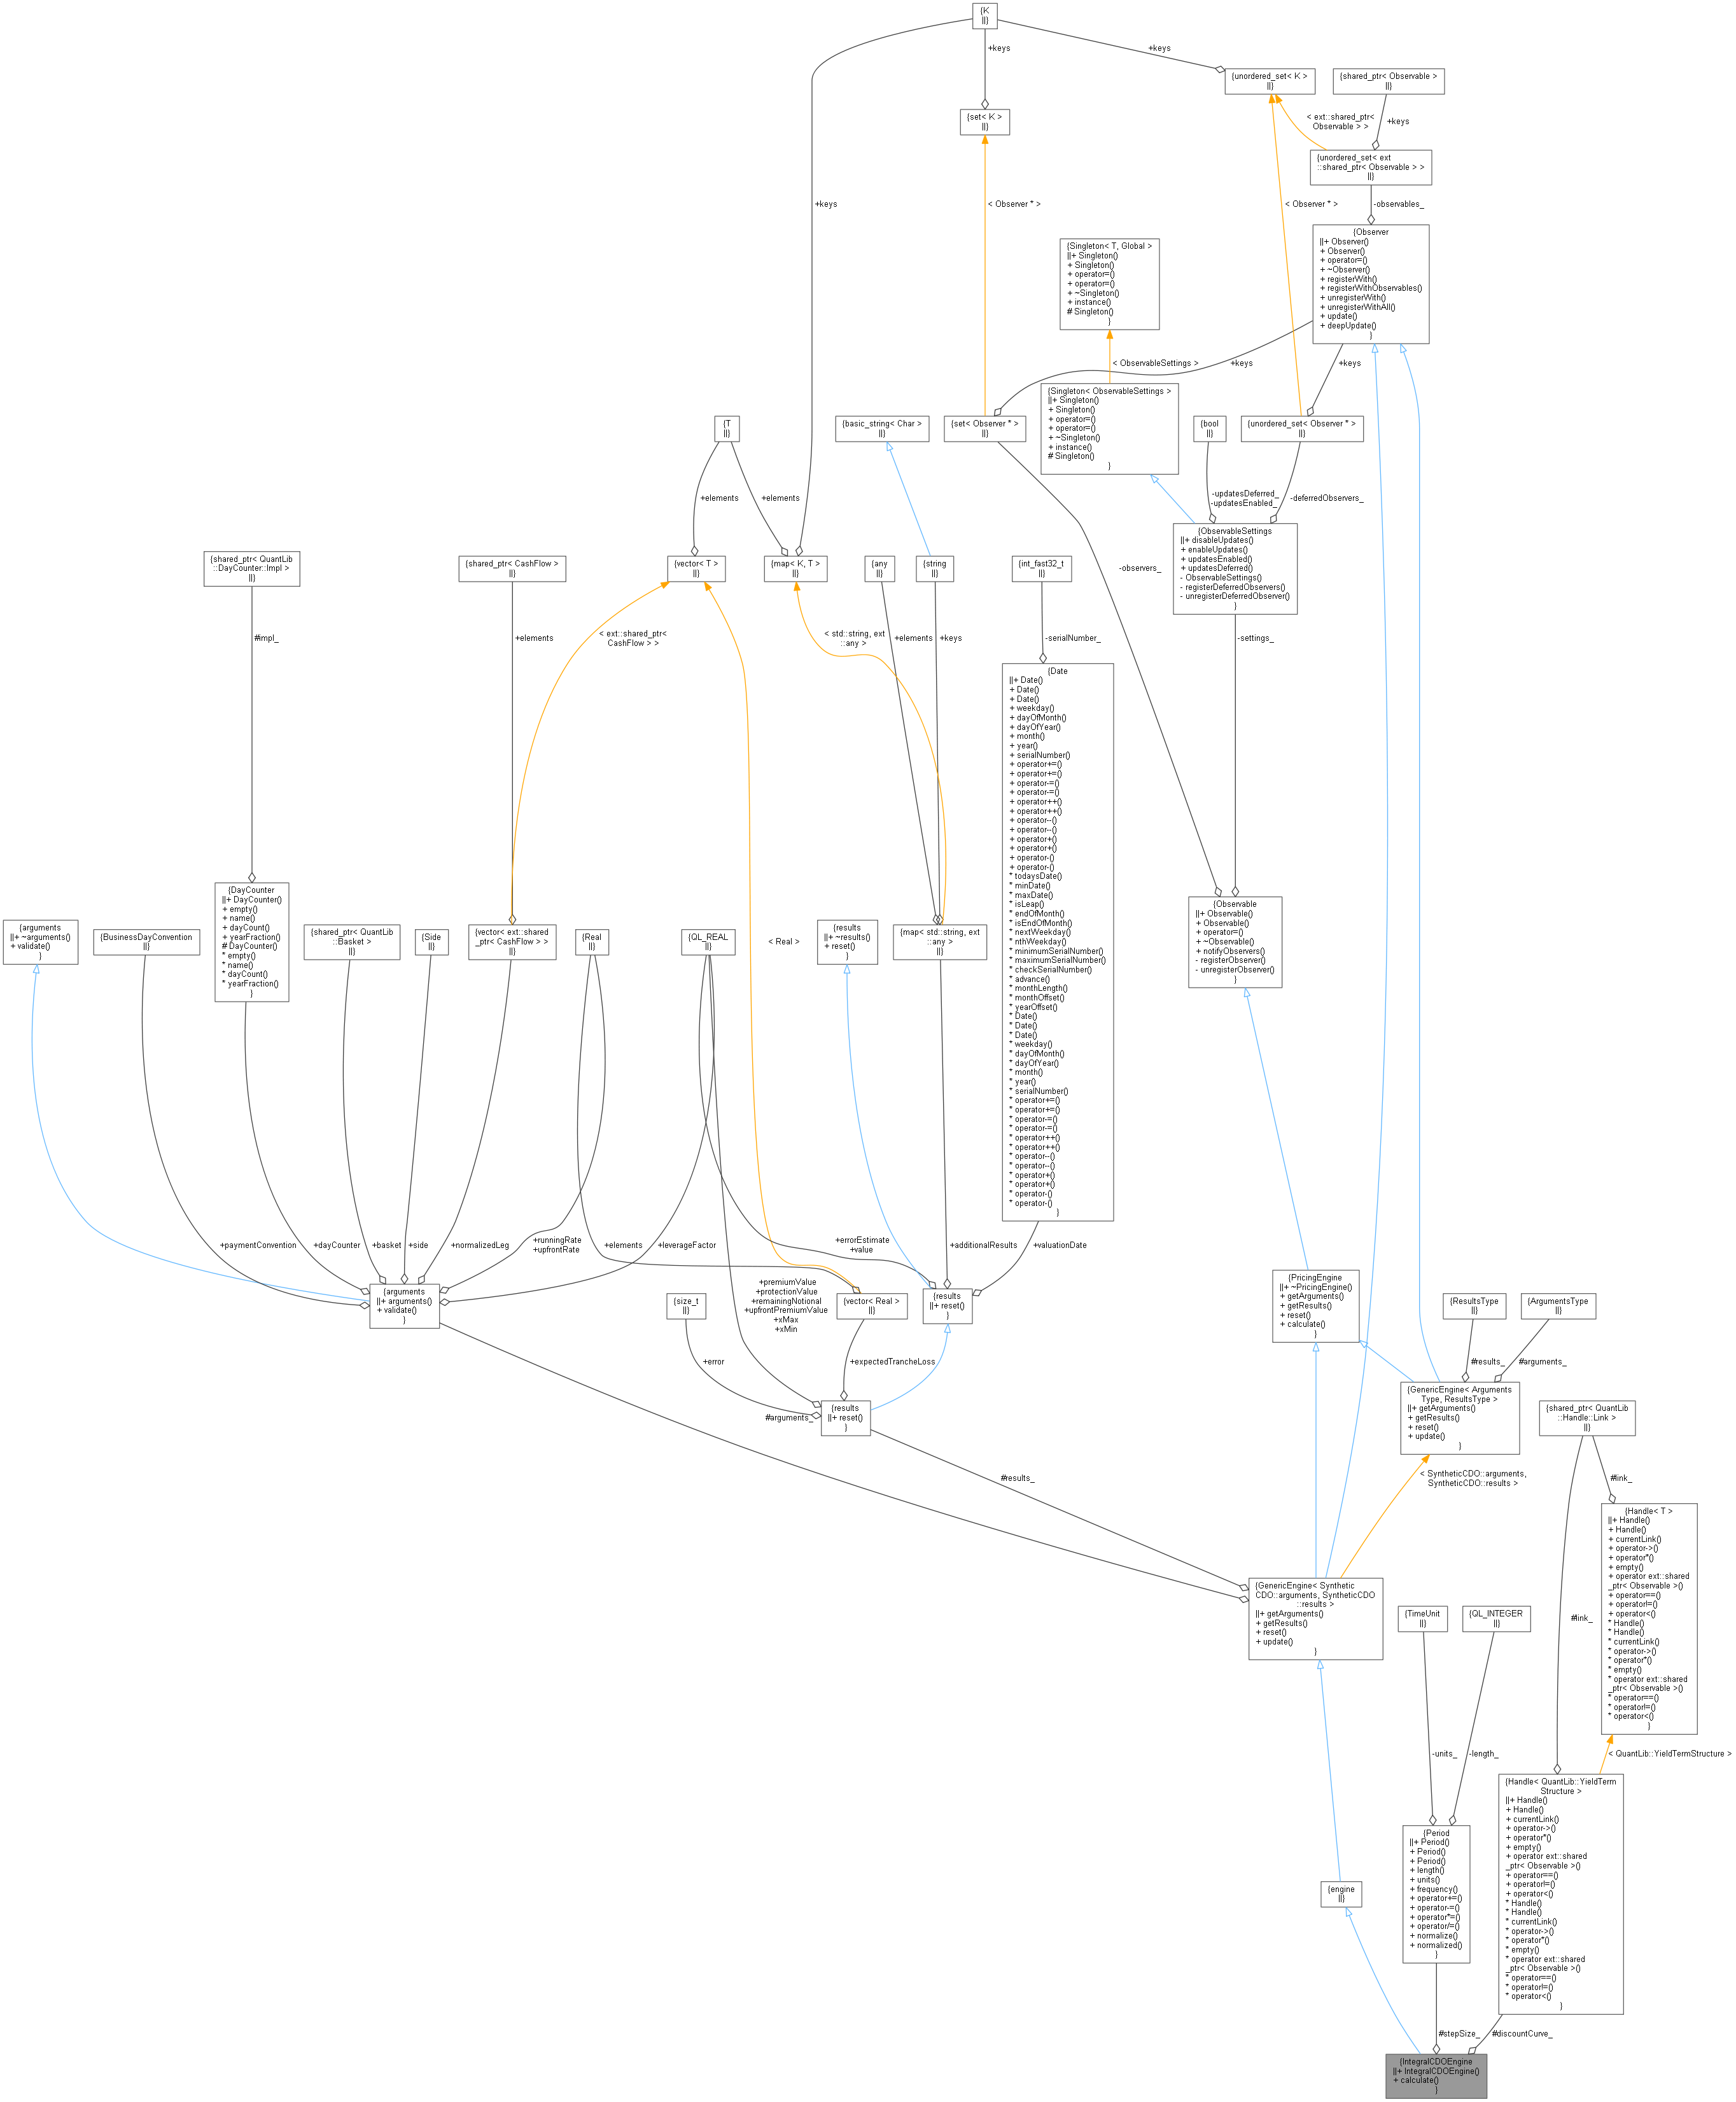 {K
||}
+keys
+keys
{unordered_set< K >
||}
{shared_ptr< Observable >
||}
{set< K >
||}
< ext::shared_ptr<
Observable > >
+keys
{unordered_set< ext
::shared_ptr< Observable > >
||}
+keys
< Observer * >
< Observer * >
-observables_
{Observer
||+ Observer()
+ Observer()
+ operator=()
+ ~Observer()
+ registerWith()
+ registerWithObservables()
+ unregisterWith()
+ unregisterWithAll()
+ update()
+ deepUpdate()
}
{Singleton< T, Global >
||+ Singleton()
+ Singleton()
+ operator=()
+ operator=()
+ ~Singleton()
+ instance()
# Singleton()
}
< ObservableSettings >
+keys
+keys
{Singleton< ObservableSettings >
||+ Singleton()
+ Singleton()
+ operator=()
+ operator=()
+ ~Singleton()
+ instance()
# Singleton()
}
{T
||}
{basic_string< Char >
||}
{set< Observer * >
||}
{bool
||}
{unordered_set< Observer * >
||}
+elements
+elements
-updatesDeferred_
-updatesEnabled_
-deferredObservers_
{ObservableSettings
||+ disableUpdates()
+ enableUpdates()
+ updatesEnabled()
+ updatesDeferred()
- ObservableSettings()
- registerDeferredObservers()
- unregisterDeferredObserver()
}
{shared_ptr< QuantLib
::DayCounter::Impl >
||}
{shared_ptr< CashFlow >
||}
{vector< T >
||}
{map< K, T >
||}
{any
||}
{string
||}
{int_fast32_t
||}
-observers_
#impl_
+elements
< ext::shared_ptr<
CashFlow > >
< std::string, ext
::any >
+elements
+keys
-serialNumber_
-settings_
{Date
||+ Date()
+ Date()
+ Date()
+ weekday()
+ dayOfMonth()
+ dayOfYear()
+ month()
+ year()
+ serialNumber()
+ operator+=()
+ operator+=()
+ operator-=()
+ operator-=()
+ operator++()
+ operator++()
+ operator--()
+ operator--()
+ operator+()
+ operator+()
+ operator-()
+ operator-()
* todaysDate()
* minDate()
* maxDate()
* isLeap()
* endOfMonth()
* isEndOfMonth()
* nextWeekday()
* nthWeekday()
* minimumSerialNumber()
* maximumSerialNumber()
* checkSerialNumber()
* advance()
* monthLength()
* monthOffset()
* yearOffset()
* Date()
* Date()
* Date()
* weekday()
* dayOfMonth()
* dayOfYear()
* month()
* year()
* serialNumber()
* operator+=()
* operator+=()
* operator-=()
* operator-=()
* operator++()
* operator++()
* operator--()
* operator--()
* operator+()
* operator+()
* operator-()
* operator-()
}
{arguments
||+ ~arguments()
+ validate()
}
{BusinessDayConvention
||}
{DayCounter
||+ DayCounter()
+ empty()
+ name()
+ dayCount()
+ yearFraction()
# DayCounter()
* empty()
* name()
* dayCount()
* yearFraction()
}
{shared_ptr< QuantLib
::Basket >
||}
{Side
||}
{vector< ext::shared
_ptr< CashFlow > >
||}
{Real
||}
{QL_REAL
||}
< Real >
{results
||+ ~results()
+ reset()
}
{map< std::string, ext
::any >
||}
{Observable
||+ Observable()
+ Observable()
+ operator=()
+ ~Observable()
+ notifyObservers()
- registerObserver()
- unregisterObserver()
}
+paymentConvention
+dayCounter
+basket
+side
+normalizedLeg
+runningRate
+upfrontRate
+elements
+leverageFactor
+errorEstimate
+value
+additionalResults
+valuationDate
{arguments
||+ arguments()
+ validate()
}
{size_t
||}
+premiumValue
+protectionValue
+remainingNotional
+upfrontPremiumValue
+xMax
+xMin
{vector< Real >
||}
{results
||+ reset()
}
{PricingEngine
||+ ~PricingEngine()
+ getArguments()
+ getResults()
+ reset()
+ calculate()
}
{ResultsType
||}
{ArgumentsType
||}
+error
+expectedTrancheLoss
#results_
#arguments_
#arguments_
{results
||+ reset()
}
{GenericEngine< Arguments
Type, ResultsType >
||+ getArguments()
+ getResults()
+ reset()
+ update()
}
{shared_ptr< QuantLib
::Handle::Link >
||}
#results_
< SyntheticCDO::arguments,
SyntheticCDO::results >
#link_
{Handle< T >
||+ Handle()
+ Handle()
+ currentLink()
+ operator->()
+ operator*()
+ empty()
+ operator ext::shared
_ptr< Observable >()
+ operator==()
+ operator!=()
+ operator<()
* Handle()
* Handle()
* currentLink()
* operator->()
* operator*()
* empty()
* operator ext::shared
_ptr< Observable >()
* operator==()
* operator!=()
* operator<()
}
{GenericEngine< Synthetic
CDO::arguments, SyntheticCDO
::results >
||+ getArguments()
+ getResults()
+ reset()
+ update()
}
{TimeUnit
||}
{QL_INTEGER
||}
#link_
-units_
-length_
< QuantLib::YieldTermStructure >
{Handle< QuantLib::YieldTerm
Structure >
||+ Handle()
+ Handle()
+ currentLink()
+ operator->()
+ operator*()
+ empty()
+ operator ext::shared
_ptr< Observable >()
+ operator==()
+ operator!=()
+ operator<()
* Handle()
* Handle()
* currentLink()
* operator->()
* operator*()
* empty()
* operator ext::shared
_ptr< Observable >()
* operator==()
* operator!=()
* operator<()
}
{Period
||+ Period()
+ Period()
+ Period()
+ length()
+ units()
+ frequency()
+ operator+=()
+ operator-=()
+ operator*=()
+ operator/=()
+ normalize()
+ normalized()
}
{engine
||}
#stepSize_
#discountCurve_
{IntegralCDOEngine
||+ IntegralCDOEngine()
+ calculate()
}